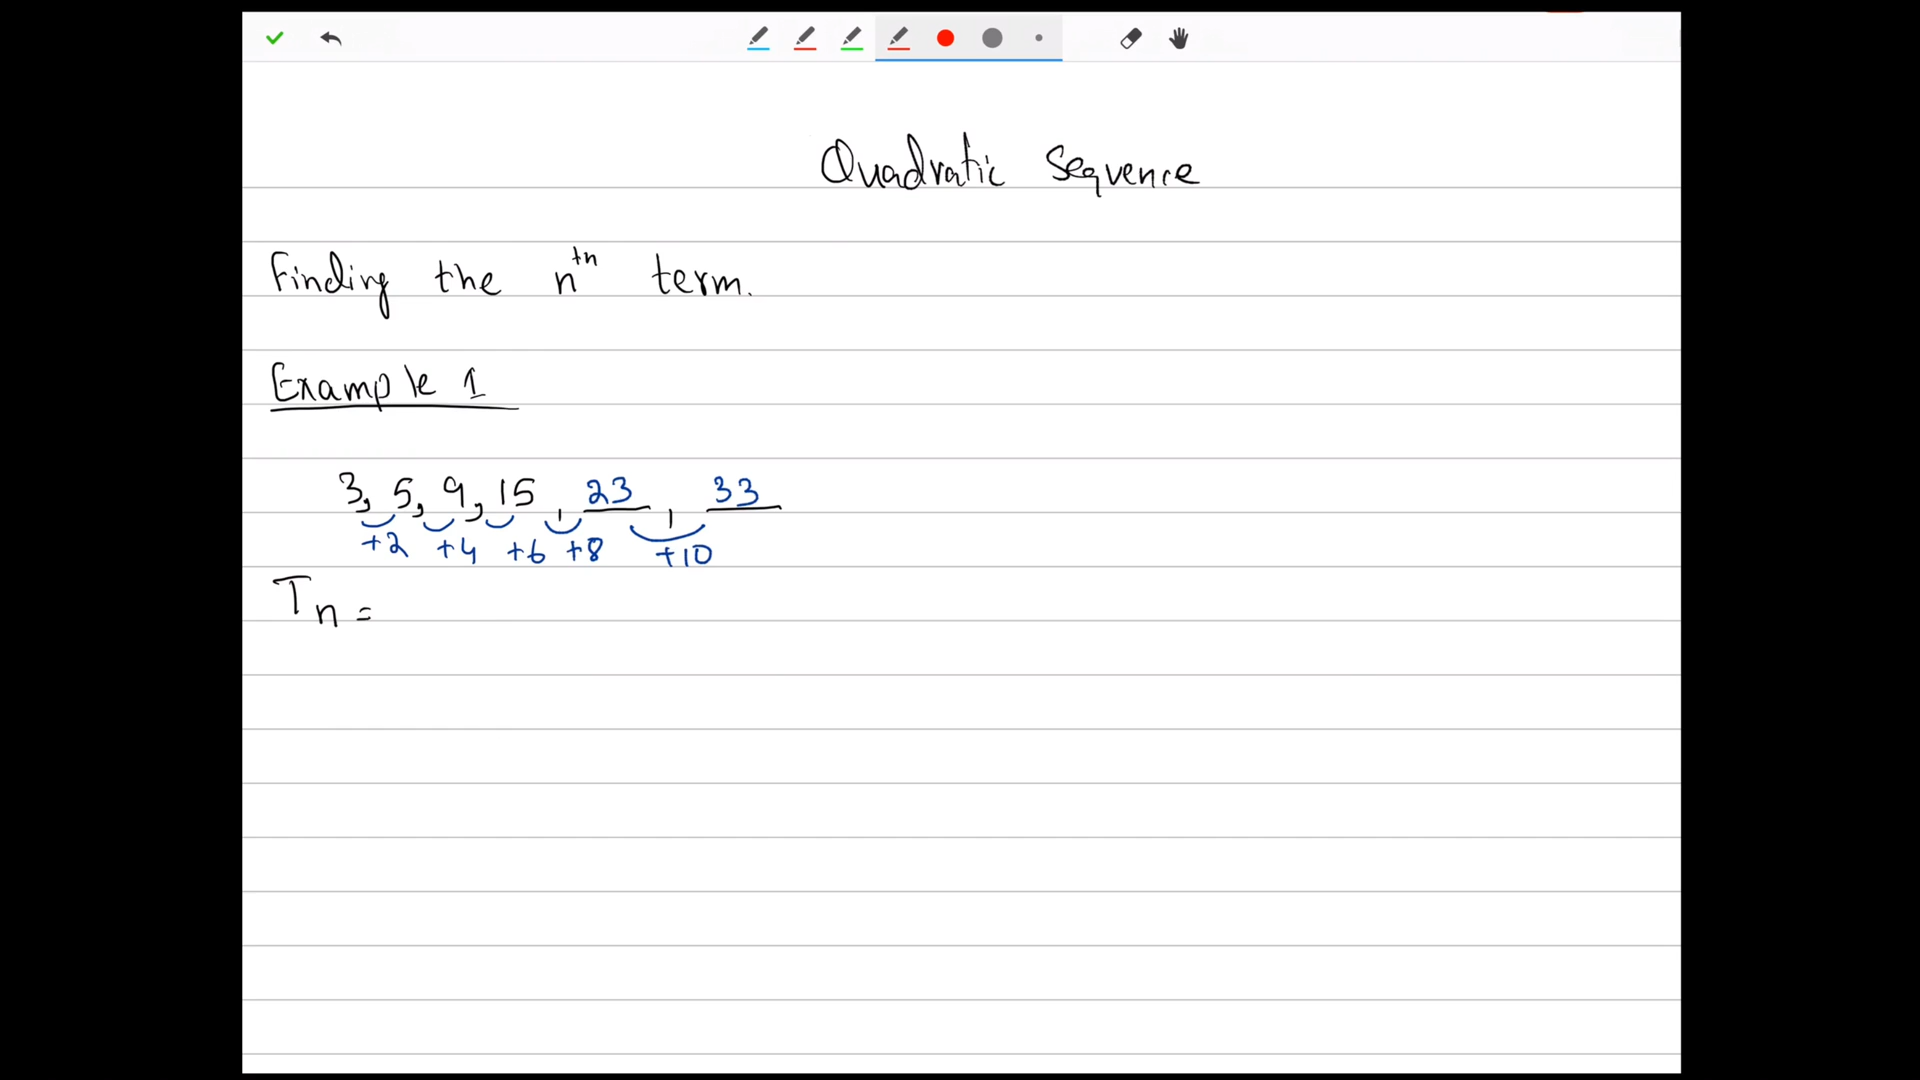 Quadratic Sequence
Finding the nth term.
Example 1
3, 5, 9, 15, 23, 33
+2 +4 +6 +8 +10
Tn =